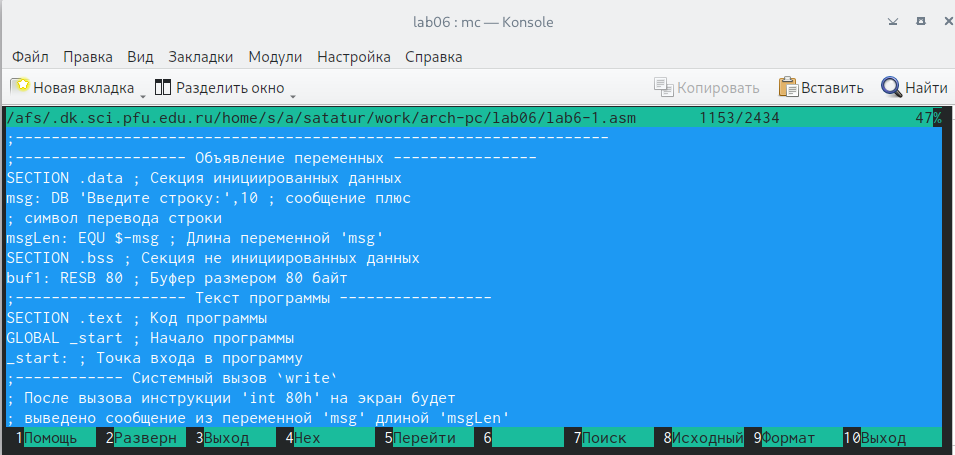 lab06 : mc — Konsole
Файл Правка Вид Закладки Модули Настройка Справка
Новая вкладка Разделить окно Копировать Вставить Найти
/afs/.dk.sci.pfu.edu.ru/home/s/a/satatur/work/arch-pc/lab06/lab6-1.asm 1153/2434 47%
;------------------------------------------------------------------
;------------------- Объявление переменных ----------------
SECTION .data ; Секция инициированных данных
msg: DB 'Введите строку:',10 ; сообщение плюс
; символ перевода строки
msgLen: EQU $-msg ; Длина переменной 'msg'
SECTION .bss ; Секция не инициированных данных
buf1: RESB 80 ; Буфер размером 80 байт
;------------------- Текст программы -----------------
SECTION .text ; Код программы
GLOBAL _start ; Начало программы
_start: ; Точка входа в программу
;------------ Системный вызов `write`
; После вызова инструкции 'int 80h' на экран будет
; выведено сообщение из переменной 'msg' длиной 'msgLen'
1Помощь 2Разверн 3Выход 4Hex 5Перейти 6 7Поиск 8Исходный 9Формат 10Выход